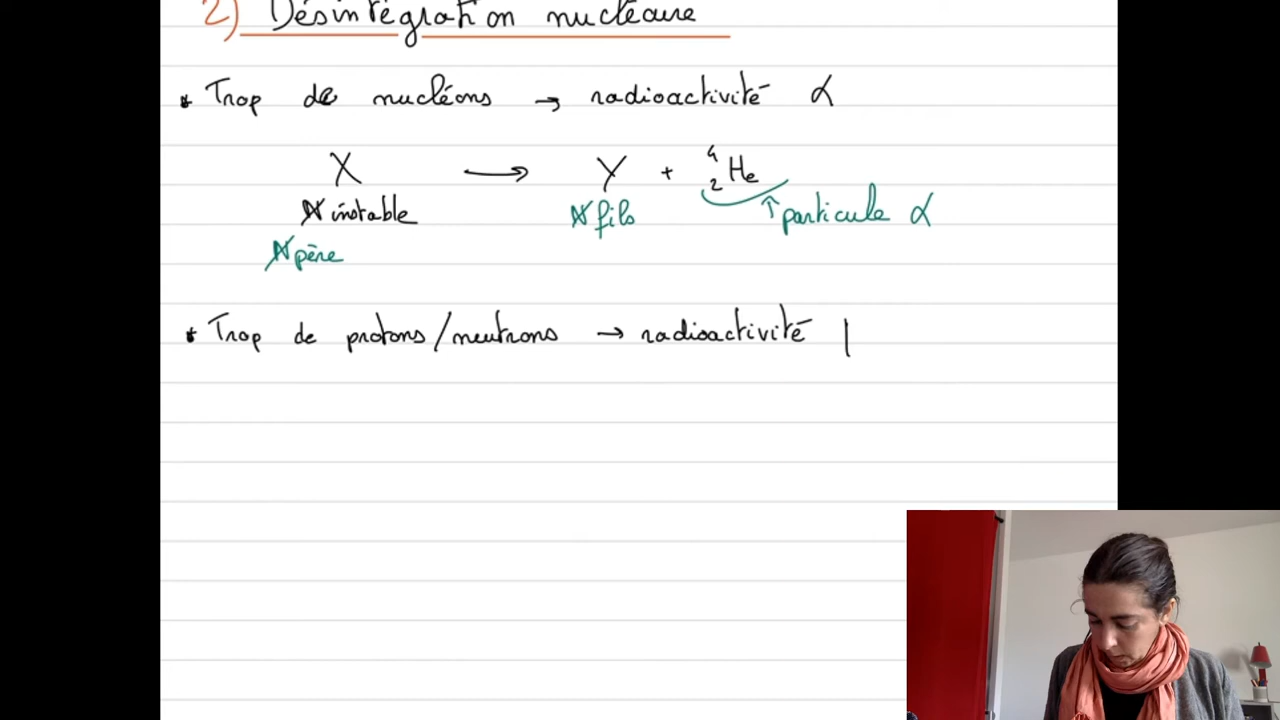 2) Désintégration nucléaire
* Trop de nucléons → radioactivité α
X → Y + ⁴₂He
instable fils ↑ particule α
père
* Trop de protons/neutrons → radioactivité |